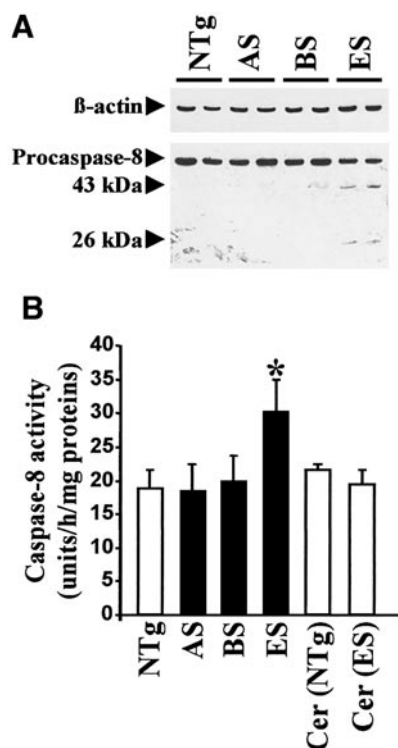 A
NTg AS BS ES
ß-actin
Procaspase-8
43 kDa
26 kDa
B
Caspase-8 activity
(units/h/mg proteins)
40
35
30
25
20
15
10
5
0
*
NTg
AS
BS
ES
Cer (NTg)
Cer (ES)